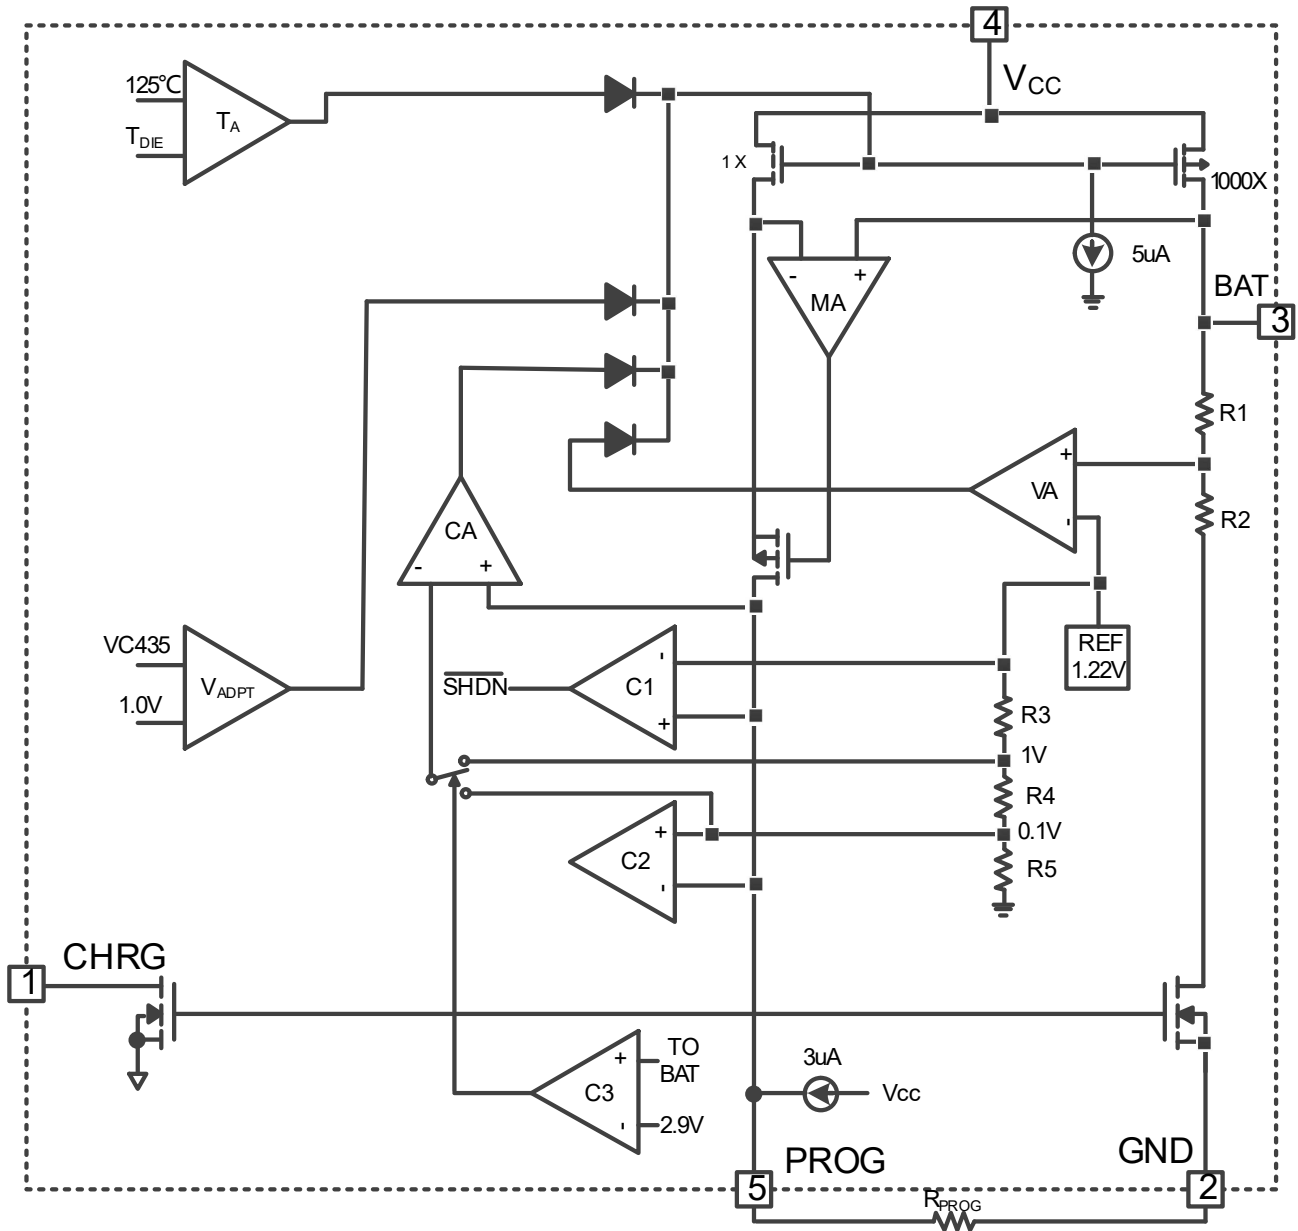 4
VCC
125℃
TA
TDIE
1 X
1000X
-
+
MA
5uA
BAT
3
R1
+
VA
-
R2
CA
-
+
REF
1.22V
VC435
VADPT
1.0V
SHDN
-
C1
+
R3
1V
R4
+
0.1V
C2
-
R5
CHRG
1
+
TO
BAT
C3
-
2.9V
3uA
Vcc
PROG
GND
5
2
RPROG